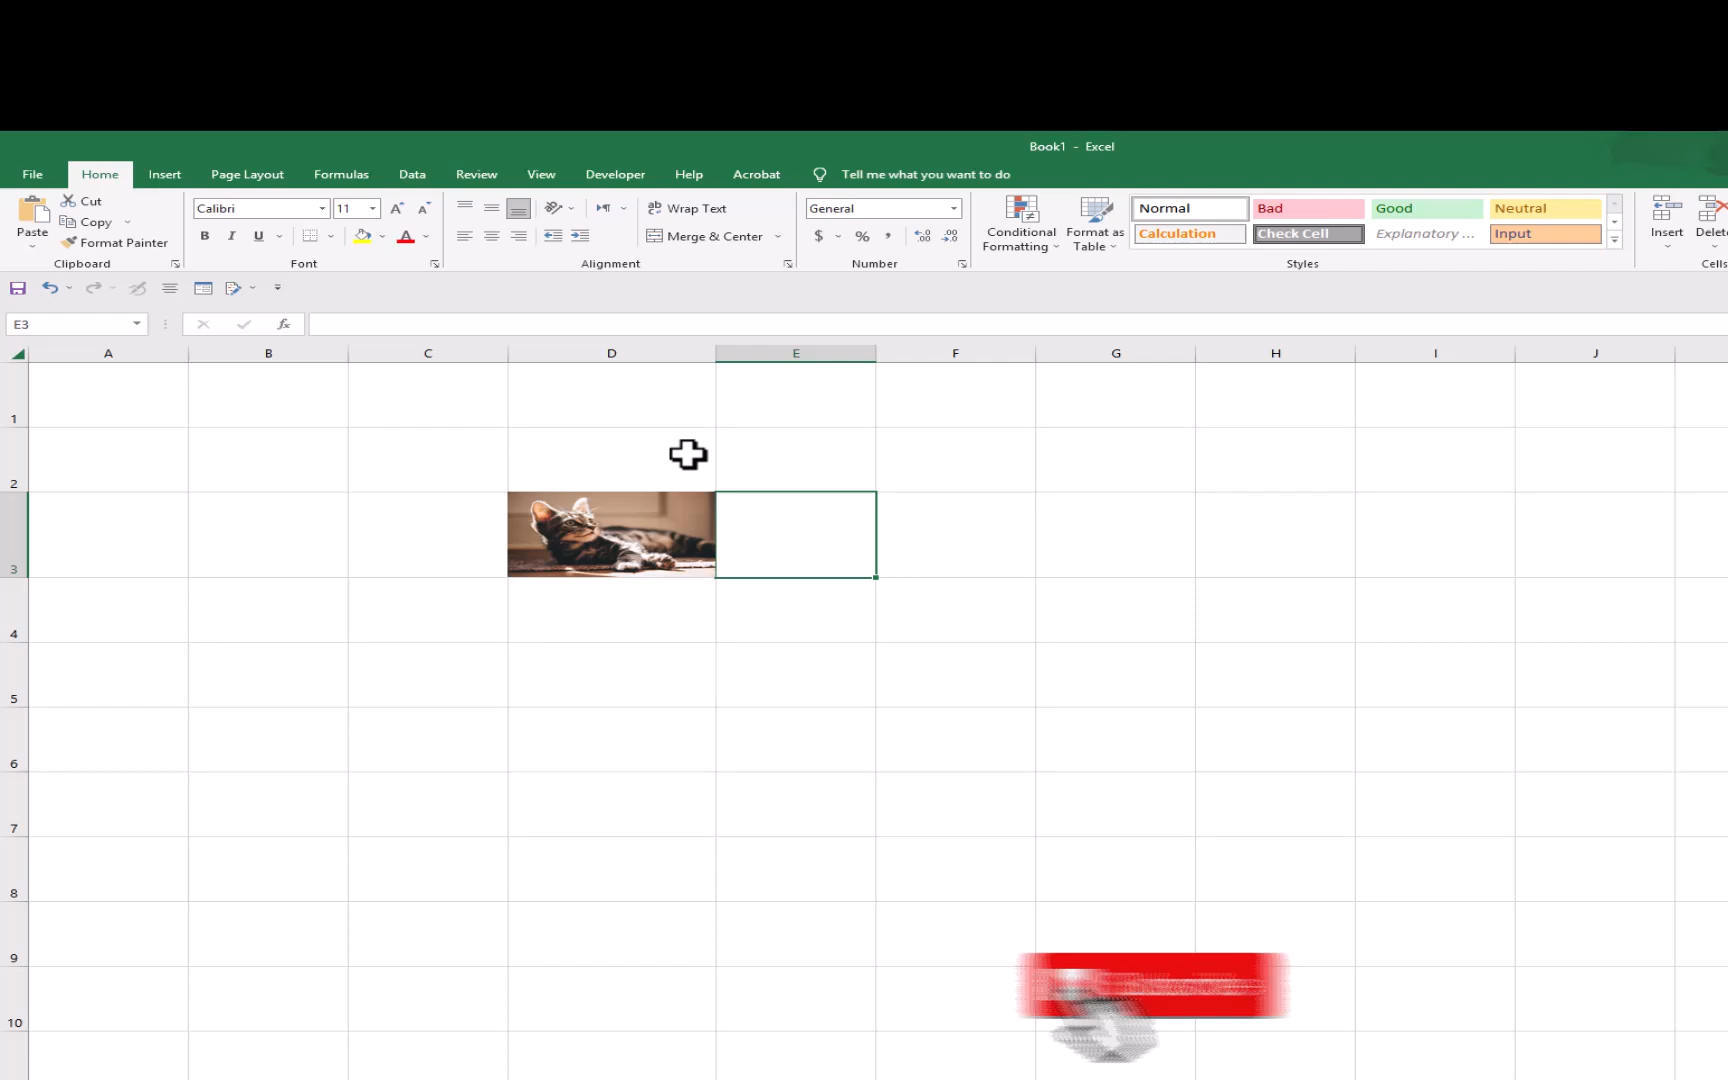 Book1 - Excel
File Home Insert Page Layout Formulas Data Review View Developer Help Acrobat Tell me what you want to do
Paste
Cut
Copy
Format Painter
Clipboard
Calibri 11
B I U A
Font
ab Wrap Text
Merge & Center
Alignment
General
$ % ,
Number
Conditional Formatting
Format as Table
Normal Bad Good Neutral
Calculation Check Cell Explanatory ... Input
Styles
Insert
Delete
Cells
E3 fx
A B C D E F G H I J
1
2
3
4
5
6
7
8
9
10